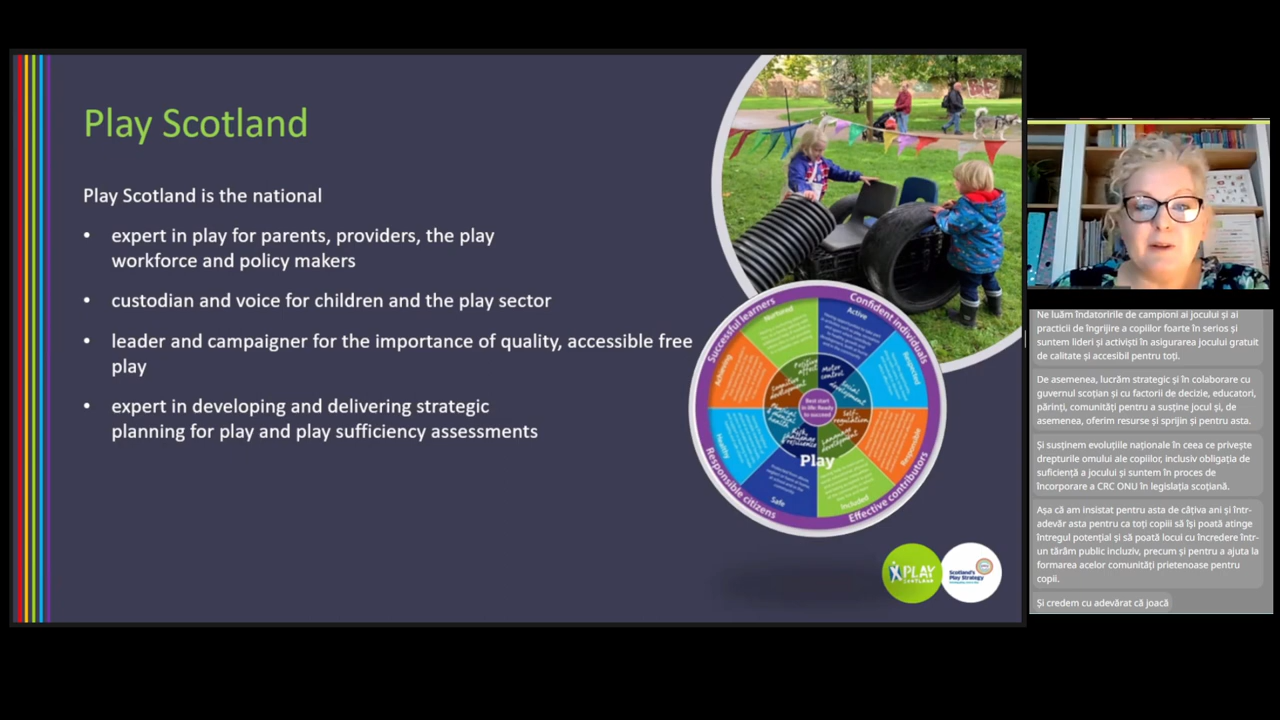 Play Scotland
Play Scotland is the national
• expert in play for parents, providers, the play
workforce and policy makers
• custodian and voice for children and the play sector
• leader and campaigner for the importance of quality, accessible free
play
• expert in developing and delivering strategic
planning for play and play sufficiency assessments
Successful learners
Confident individuals
Responsible citizens
Effective contributors
Nurtured
Active
Respected
Responsible
Included
Safe
Healthy
Achieving
Positive
Motor
control
Social
development
Self-
regulation
Language
development
Cognitive
development
Best start
in life: Ready
to succeed
Play
PLAY
SCOTLAND
Scotland's
Play Strategy
Ne luăm îndatoririle de campioni ai jocului și ai
practicii de îngrijire a copiilor foarte în serios și
suntem lideri și activiști în asigurarea jocului gratuit
de calitate și accesibil pentru toți.
De asemenea, lucrăm strategic și în colaborare cu
guvernul scoțian și cu factorii de decizie, educatori,
părinți, comunități pentru a susține jocul și, de
asemenea, oferim resurse și sprijin și pentru asta.
Și susținem evoluțiile naționale în ceea ce privește
drepturile omului ale copiilor, inclusiv obligația de
suficiență a jocului și suntem în proces de
încorporare a CRC ONU în legislația scoțiană.
Așa că am insistat pentru asta de câțiva ani și într-
adevăr asta pentru ca toți copiii să își poată atinge
întregul potențial și să poată locui cu încredere într-
un tărâm public incluziv, precum și pentru a ajuta la
formarea acelor comunități prietenoase pentru
copii.
Și credem cu adevărat că joacă